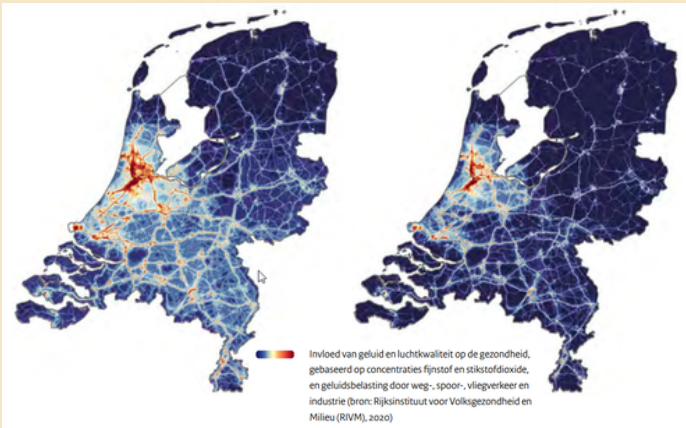 Invloed van geluid en luchtkwaliteit op de gezondheid,
gebaseerd op concentraties fijnstof en stikstofdioxide,
en geluidsbelasting door weg-, spoor-, vliegverkeer en
industrie (bron: Rijksinstituut voor Volksgezondheid en
Milieu (RIVM), 2020)